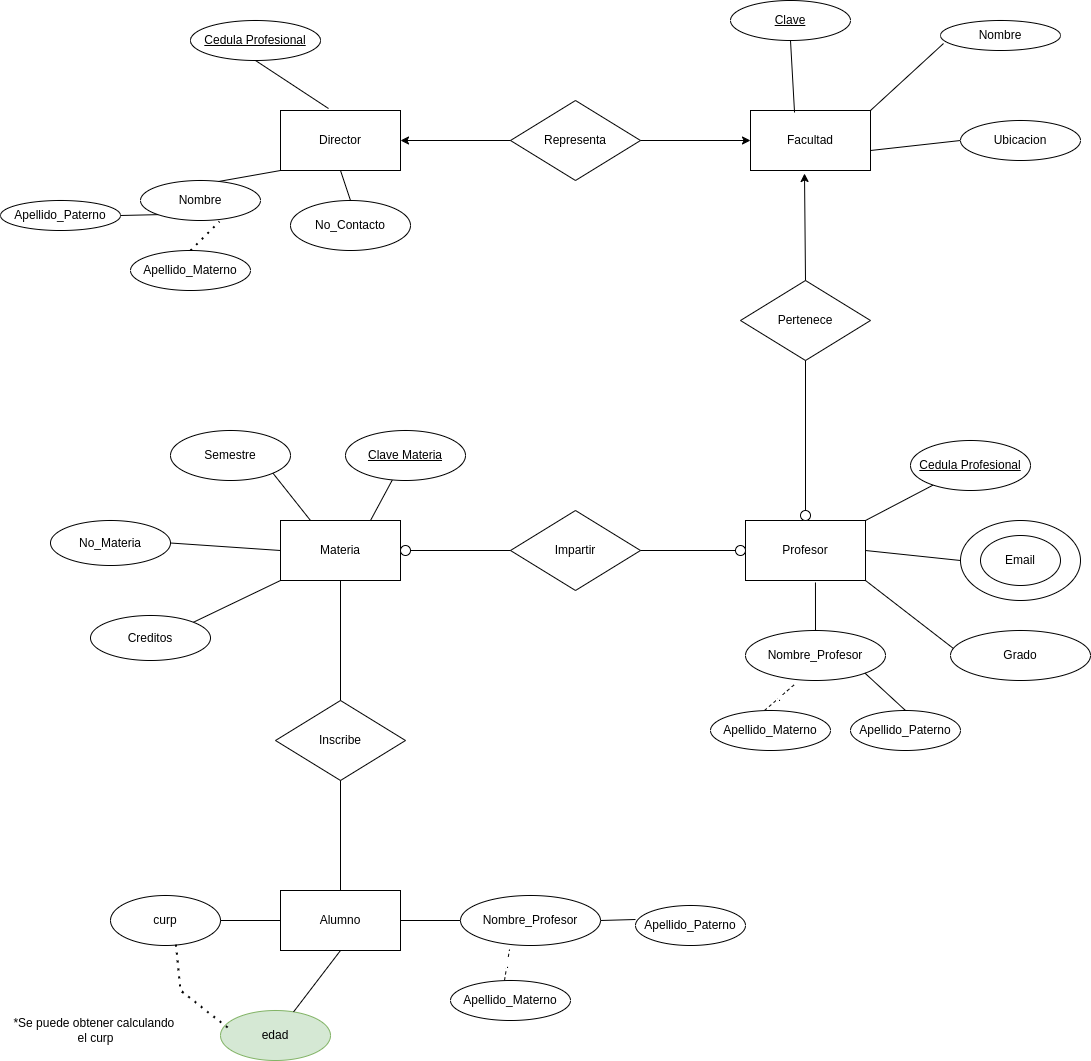 Clave
Cedula Profesional
Nombre
Director
Representa
Facultad
Ubicacion
Nombre
Apellido_Paterno
No_Contacto
Apellido_Materno
Pertenece
Semestre
Clave Materia
Cedula Profesional
No_Materia
Materia
Impartir
Profesor
Email
Creditos
Nombre_Profesor
Grado
Apellido_Materno
Apellido_Paterno
Inscribe
curp
Alumno
Nombre_Profesor
Apellido_Paterno
Apellido_Materno
*Se puede obtener calculando
el curp
edad